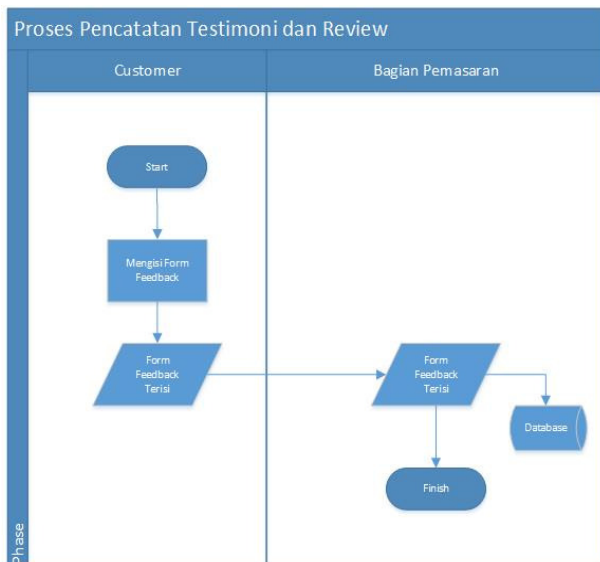 Proses Pencatatan Testimoni dan Review
Customer
Bagian Pemasaran
Start
Mengisi Form
Feedback
Form
Feedback
Terisi
Form
Feedback
Terisi
Database
Finish
Phase